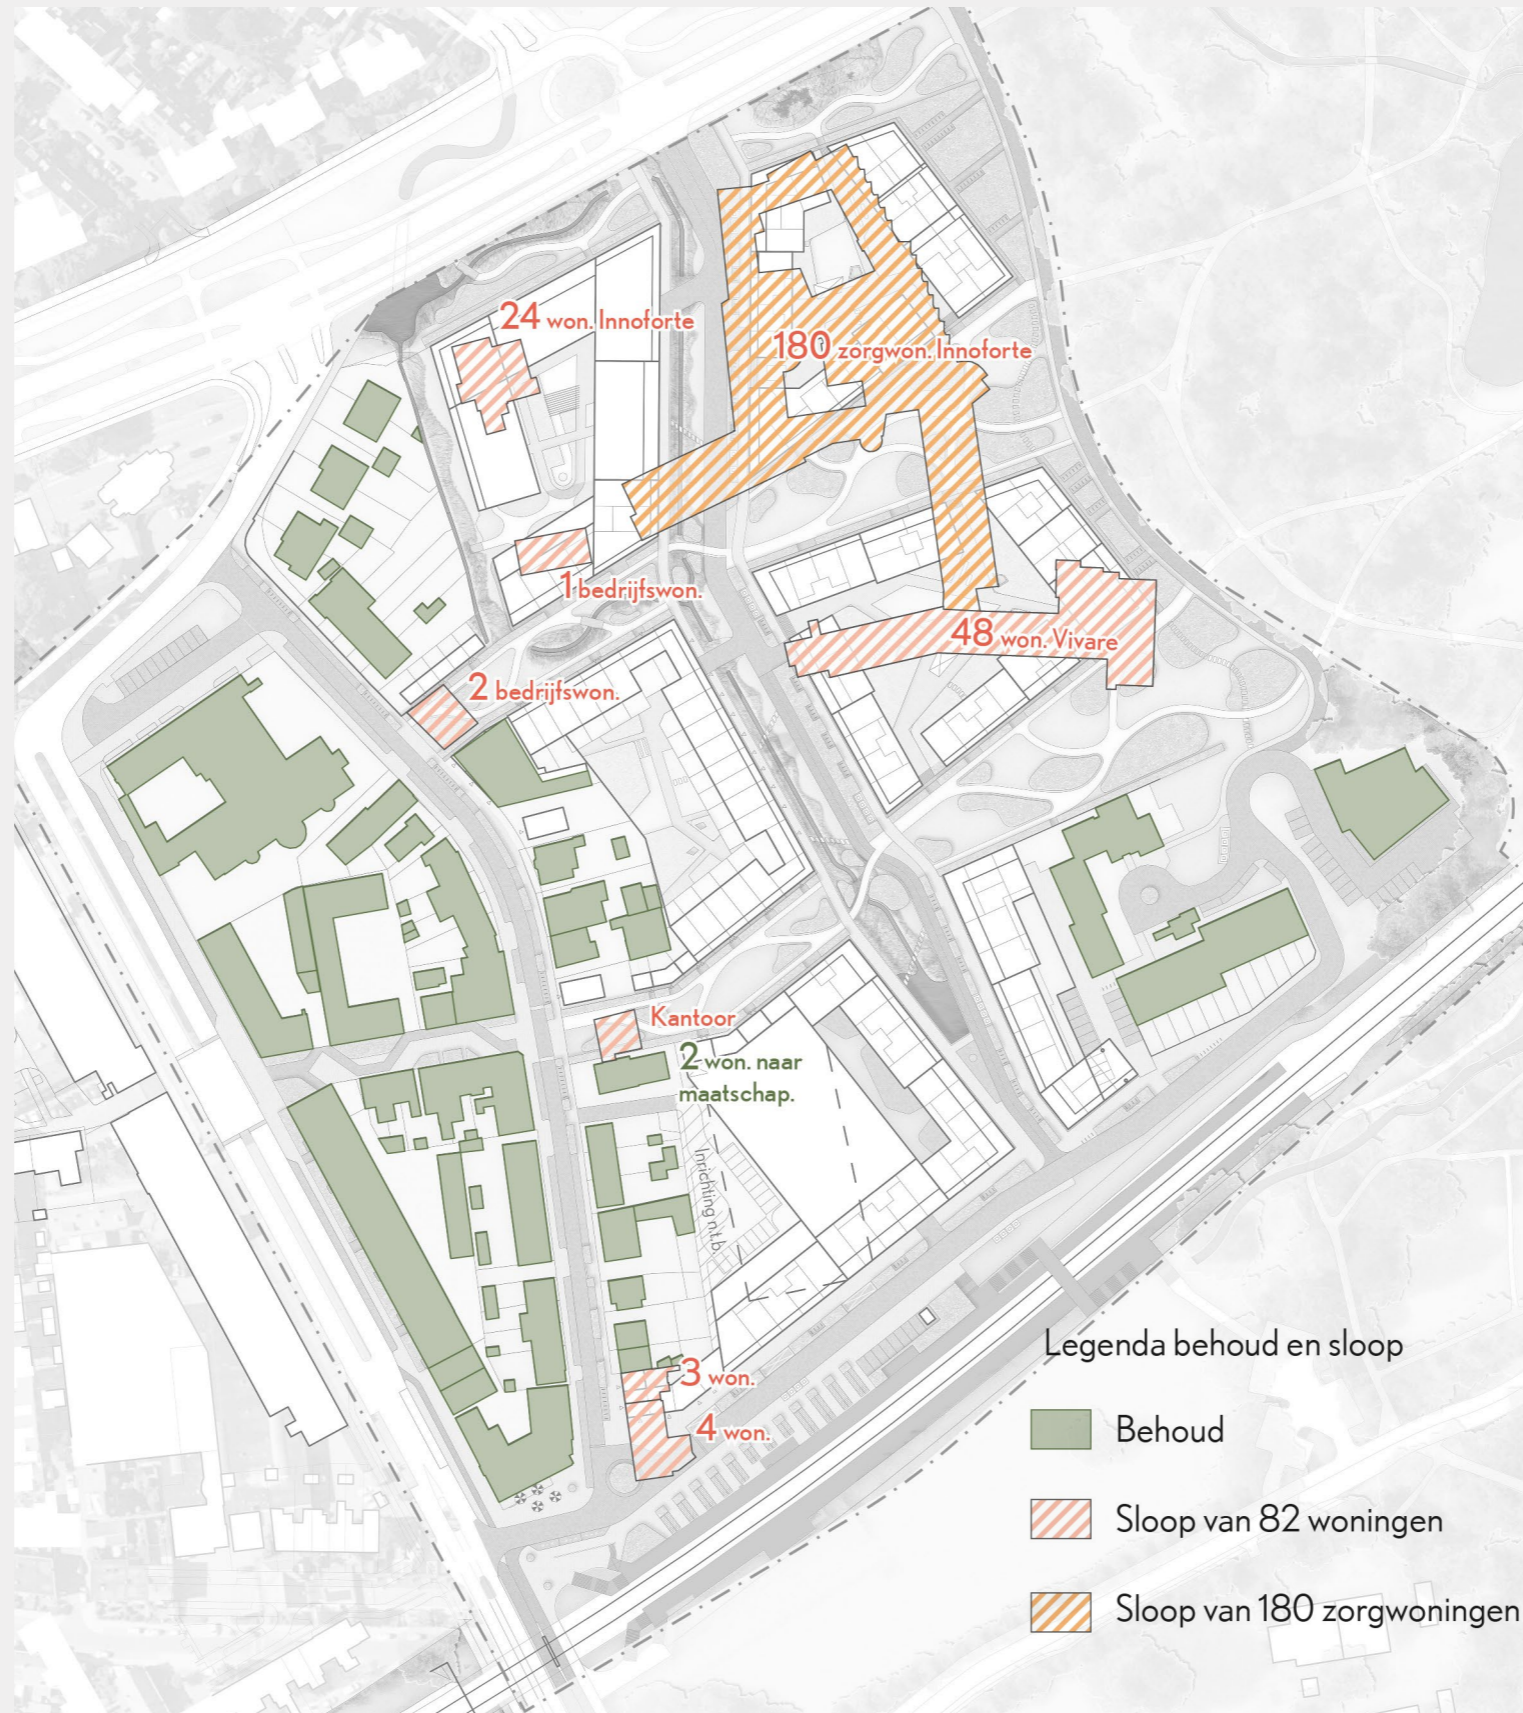 24 won. Innoforte
180 zorgwon. Innoforte
1 bedrijfswon.
48 won. Vivare
2 bedrijfswon.
Kantoor
2 won. naar
maatschap.
Inrichting n.t.b.
3 won.
4 won.
Legenda behoud en sloop
Behoud
Sloop van 82 woningen
Sloop van 180 zorgwoningen